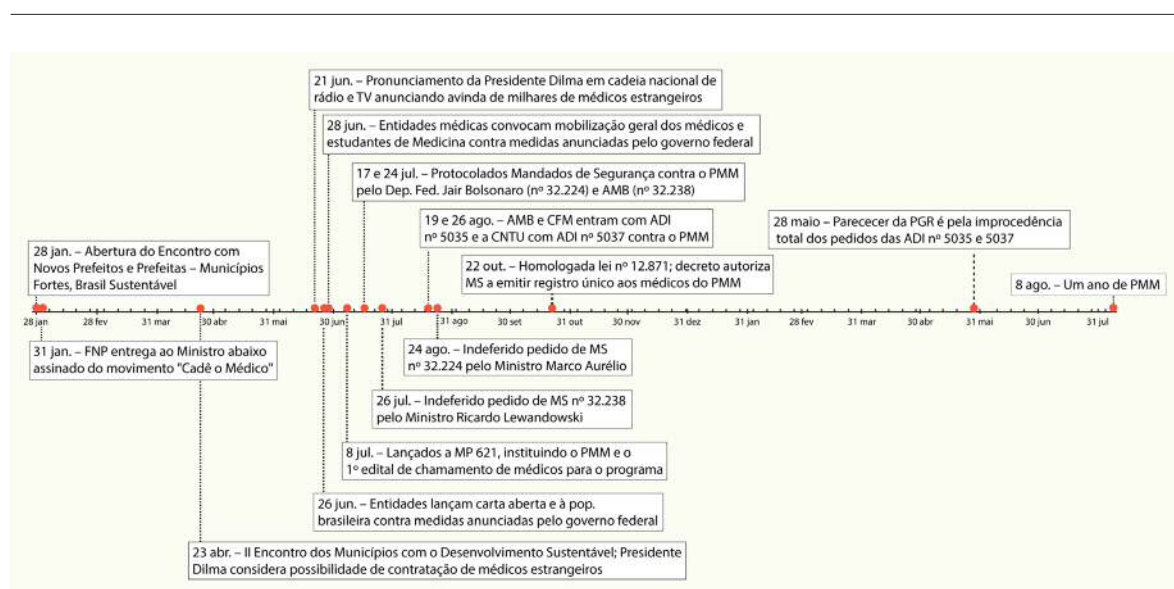 21 jun. – Pronunciamento da Presidente Dilma em cadeia nacional de
rádio e TV anunciando avinda de milhares de médicos estrangeiros
28 jun. – Entidades médicas convocam mobilização geral dos médicos e
estudantes de Medicina contra medidas anunciadas pelo governo federal
17 e 24 jul. – Protocolados Mandados de Segurança contra o PMM
pelo Dep. Fed. Jair Bolsonaro (nº 32.224) e AMB (nº 32.238)
19 e 26 ago. – AMB e CFM entram com ADI
nº 5035 e a CNTU com ADI nº 5037 contra o PMM
28 maio – Parececer da PGR é pela improcedência
total dos pedidos das ADI nº 5035 e 5037
28 jan. – Abertura do Encontro com
Novos Prefeitos e Prefeitas – Municípios
Fortes, Brasil Sustentável
22 out. – Homologada lei nº 12.871; decreto autoriza
MS a emitir registro único aos médicos do PMM
8 ago. – Um ano de PMM
28 jan 28 fev 31 mar 30 abr 31 mai 30 jun 31 jul 31 ago 30 set 31 out 30 nov 31 dez 31 jan 28 fev 31 mar 30 abr 31 mai 30 jun 31 jul
31 jan. – FNP entrega ao Ministro abaixo
assinado do movimento "Cadê o Médico"
24 ago. – Indeferido pedido de MS
nº 32.224 pelo Ministro Marco Aurélio
26 jul. – Indeferido pedido de MS nº 32.238
pelo Ministro Ricardo Lewandowski
8 jul. – Lançados a MP 621, instituindo o PMM e o
1º edital de chamamento de médicos para o programa
26 jun. – Entidades lançam carta aberta e à pop.
brasileira contra medidas anunciadas pelo governo federal
23 abr. – II Encontro dos Municípios com o Desenvolvimento Sustentável; Presidente
Dilma considera possibilidade de contratação de médicos estrangeiros